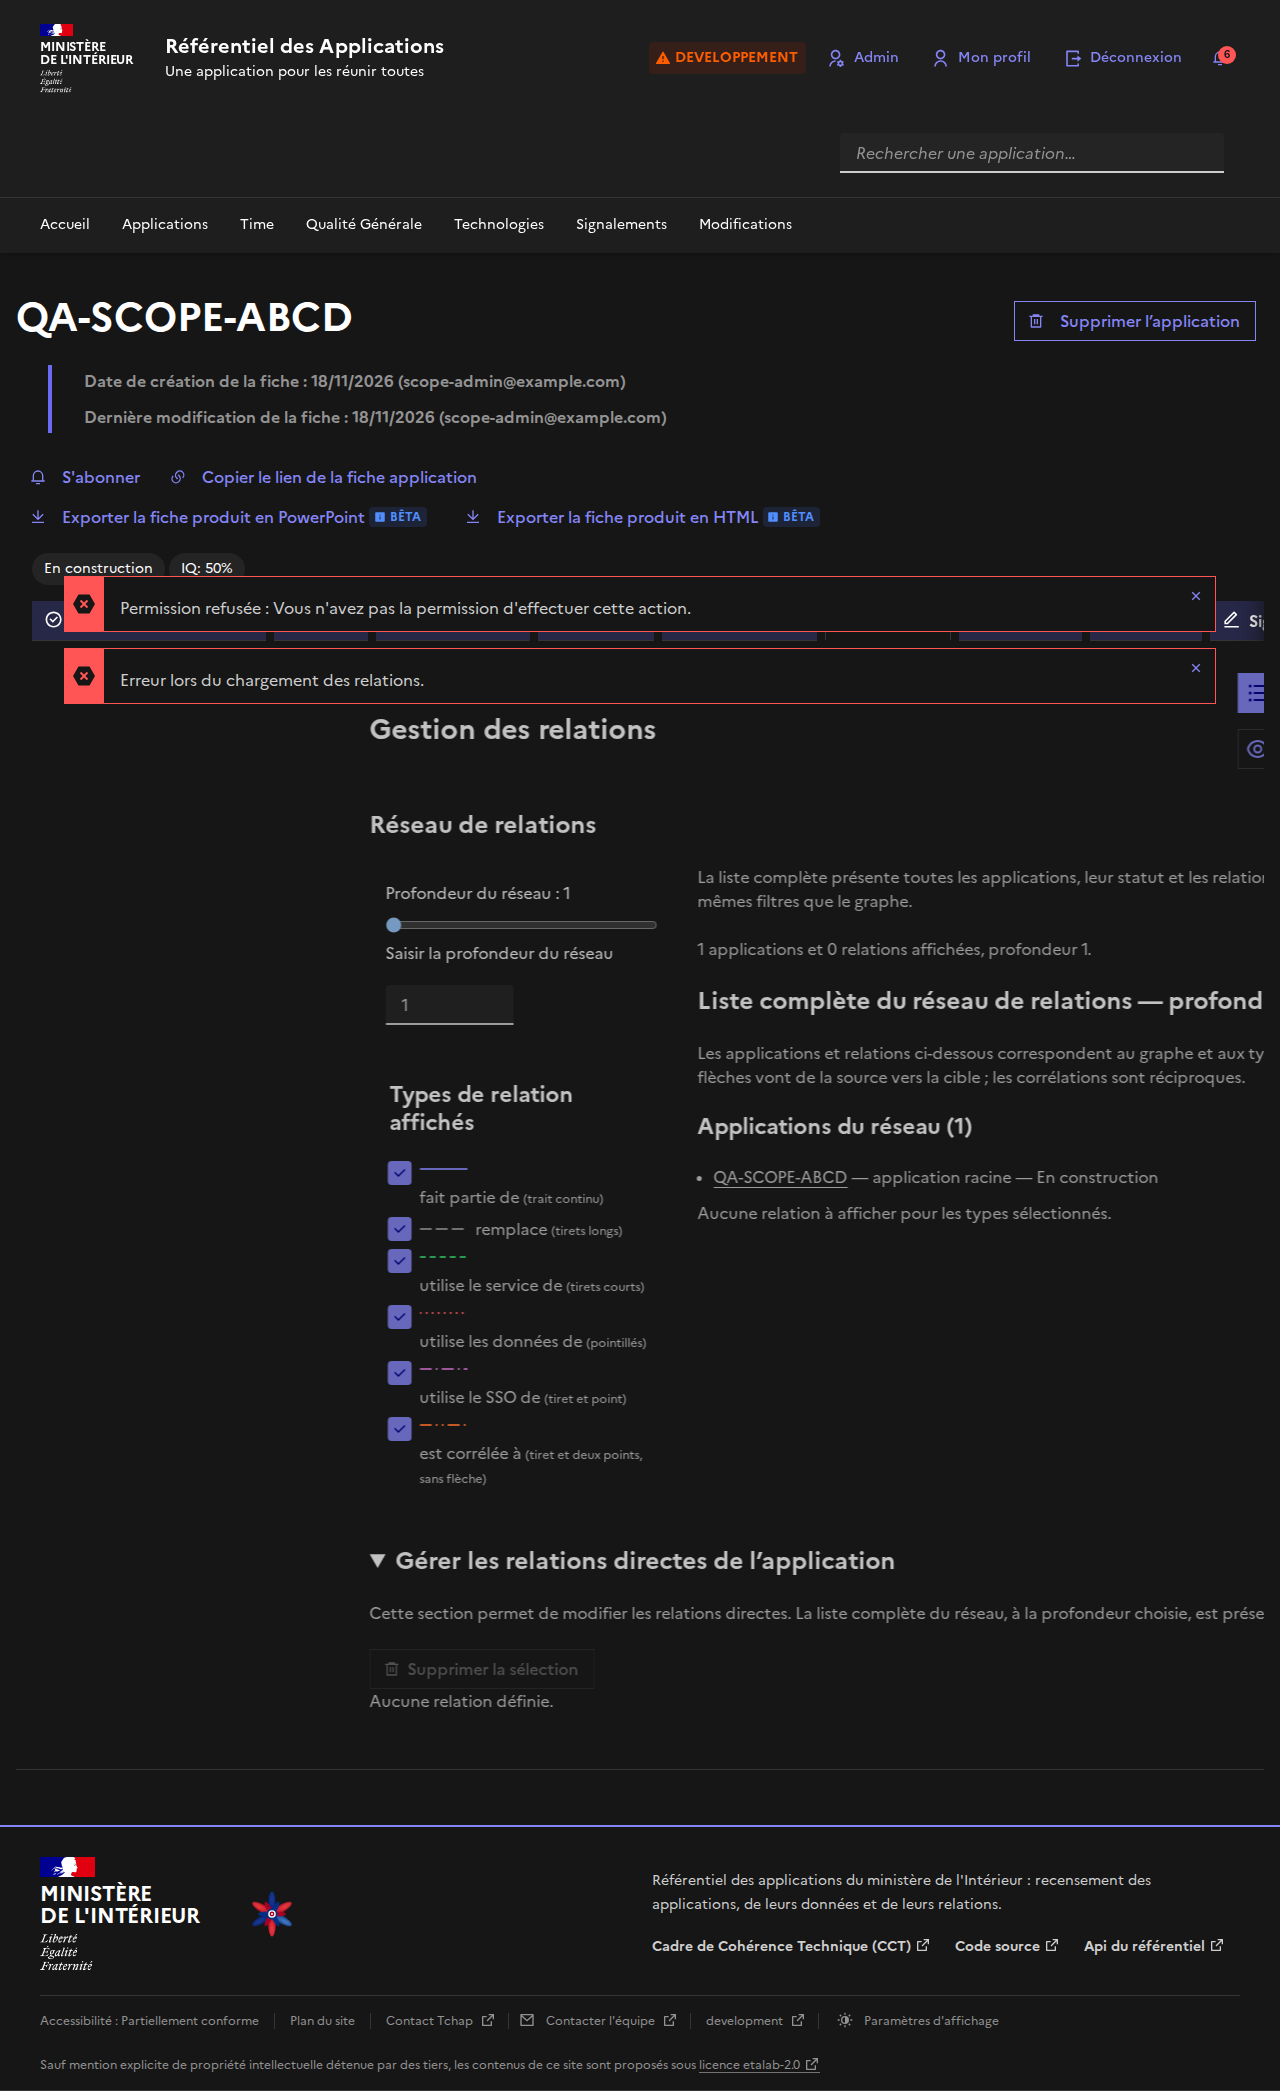 MINISTÈRE
DE L'INTÉRIEUR
Liberté
Égalité
Fraternité
Référentiel des Applications
Une application pour les réunir toutes
DEVELOPPEMENT
Admin
Mon profil
Déconnexion
6
Rechercher une application...
Accueil
Applications
Time
Qualité Générale
Technologies
Signalements
Modifications
QA-SCOPE-ABCD
Supprimer l’application
Date de création de la fiche : 18/11/2026 (scope-admin@example.com)
Dernière modification de la fiche : 18/11/2026 (scope-admin@example.com)
S'abonner
Copier le lien de la fiche application
Exporter la fiche produit en PowerPoint BÊTA
Exporter la fiche produit en HTML BÊTA
En construction
IQ: 50%
Permission refusée : Vous n'avez pas la permission d'effectuer cette action.
Erreur lors du chargement des relations.
Gestion des relations
Réseau de relations
Profondeur du réseau : 1
Saisir la profondeur du réseau
1
Types de relation
affichés
fait partie de (trait continu)
remplace (tirets longs)
utilise le service de (tirets courts)
utilise les données de (pointillés)
utilise le SSO de (tiret et point)
est corrélée à (tiret et deux points,
sans flèche)
La liste complète présente toutes les applications, leur statut et les
mêmes filtres que le graphe.
1 applications et 0 relations affichées, profondeur 1.
Liste complète du réseau de relations —
Les applications et relations ci-dessous correspondent au graphe et aux
flèches vont de la source vers la cible ; les corrélations sont réciproques.
Applications du réseau (1)
QA-SCOPE-ABCD — application racine — En construction
Aucune relation à afficher pour les types sélectionnés.
▼ Gérer les relations directes de l’application
Cette section permet de modifier les relations directes. La liste complète du réseau, à la profondeur choisie, est
Supprimer la sélection
Aucune relation définie.
MINISTÈRE
DE L'INTÉRIEUR
Liberté
Égalité
Fraternité
Référentiel des applications du ministère de l'Intérieur : recensement des
applications, de leurs données et de leurs relations.
Cadre de Cohérence Technique (CCT)
Code source
Api du référentiel
Accessibilité : Partiellement conforme
Plan du site
Contact Tchap
Contacter l'équipe
development
Paramètres d'affichage
Sauf mention explicite de propriété intellectuelle détenue par des tiers, les contenus de ce site sont proposés sous licence etalab-2.0